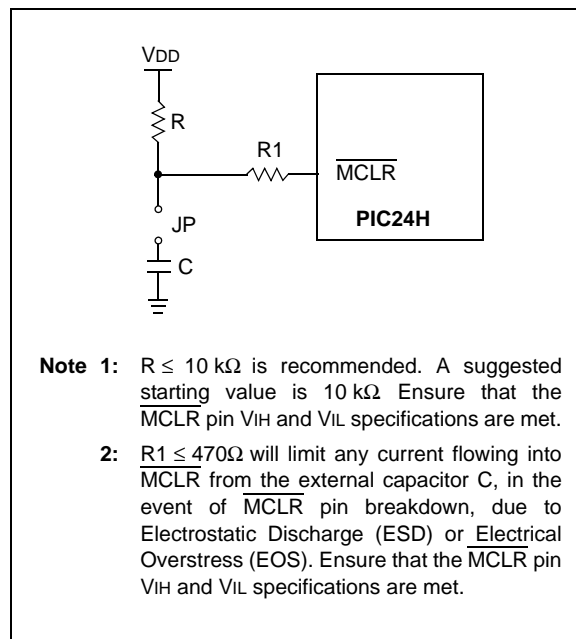 VDD
R
R1
MCLR
JP
PIC24H
C
Note 1: R ≤ 10 kΩ is recommended. A suggested
starting value is 10 kΩ Ensure that the
MCLR pin VIH and VIL specifications are met.
2: R1 ≤ 470Ω will limit any current flowing into
MCLR from the external capacitor C, in the
event of MCLR pin breakdown, due to
Electrostatic Discharge (ESD) or Electrical
Overstress (EOS). Ensure that the MCLR pin
VIH and VIL specifications are met.